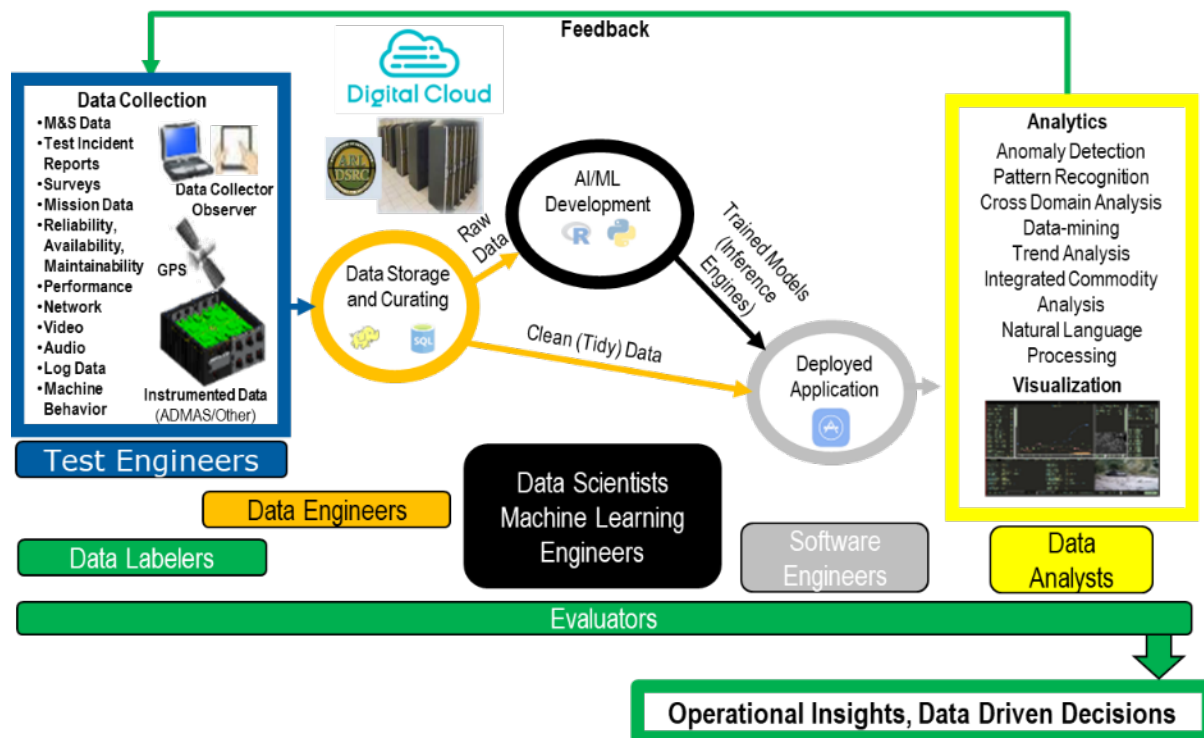 Feedback
Digital Cloud
ARL
DSRC
Data Collection
•M&S Data
•Test Incident
Reports
•Surveys
•Mission Data
•Reliability,
Availability,
Maintainability
•Performance
•Network
•Video
•Audio
•Log Data
•Machine
Behavior
Data Collector
Observer
GPS
Instrumented Data
(ADMAS/Other)
Data Storage
and Curating
SQL
Raw
Data
AI/ML
Development
R
Trained Models
(Inference
Engines)
Clean (Tidy) Data
Deployed
Application
Analytics
Anomaly Detection
Pattern Recognition
Cross Domain Analysis
Data-mining
Trend Analysis
Integrated Commodity
Analysis
Natural Language
Processing
Visualization
Test Engineers
Data Engineers
Data Labelers
Data Scientists
Machine Learning
Engineers
Software
Engineers
Data
Analysts
Evaluators
Operational Insights, Data Driven Decisions